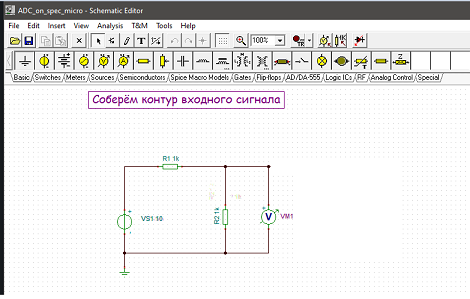 ADC_on_spec_micro - Schematic Editor
File Edit Insert View Analysis T&M Tools Help
100%
Basic Switches Meters Sources Semiconductors Spice Macro Models Gates Flip-flops AD/DA-555 Logic ICs RF Analog Control Special
Соберём контур входного сигнала
R1 1k
VS1 10
R2 1k
V
VM1